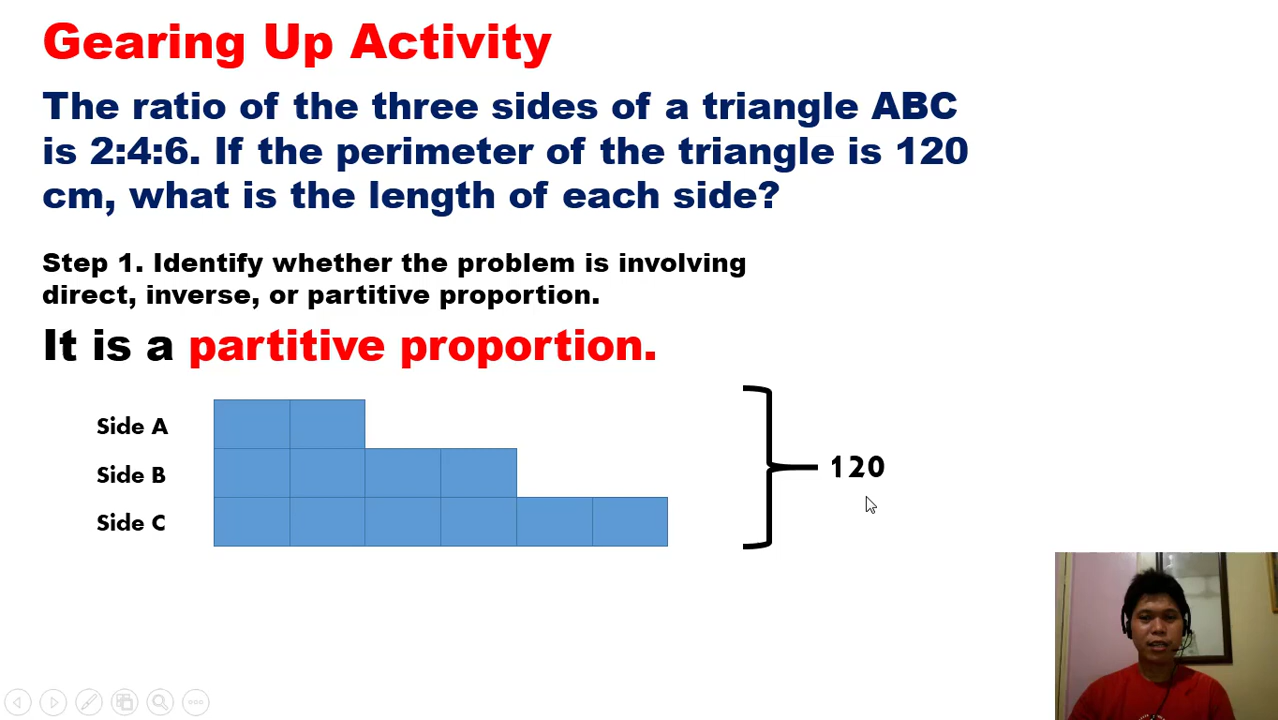 Gearing Up Activity
The ratio of the three sides of a triangle ABC
is 2:4:6. If the perimeter of the triangle is 120
cm, what is the length of each side?
Step 1. Identify whether the problem is involving
direct, inverse, or partitive proportion.
It is a partitive proportion.
Side A
Side B
120
Side C